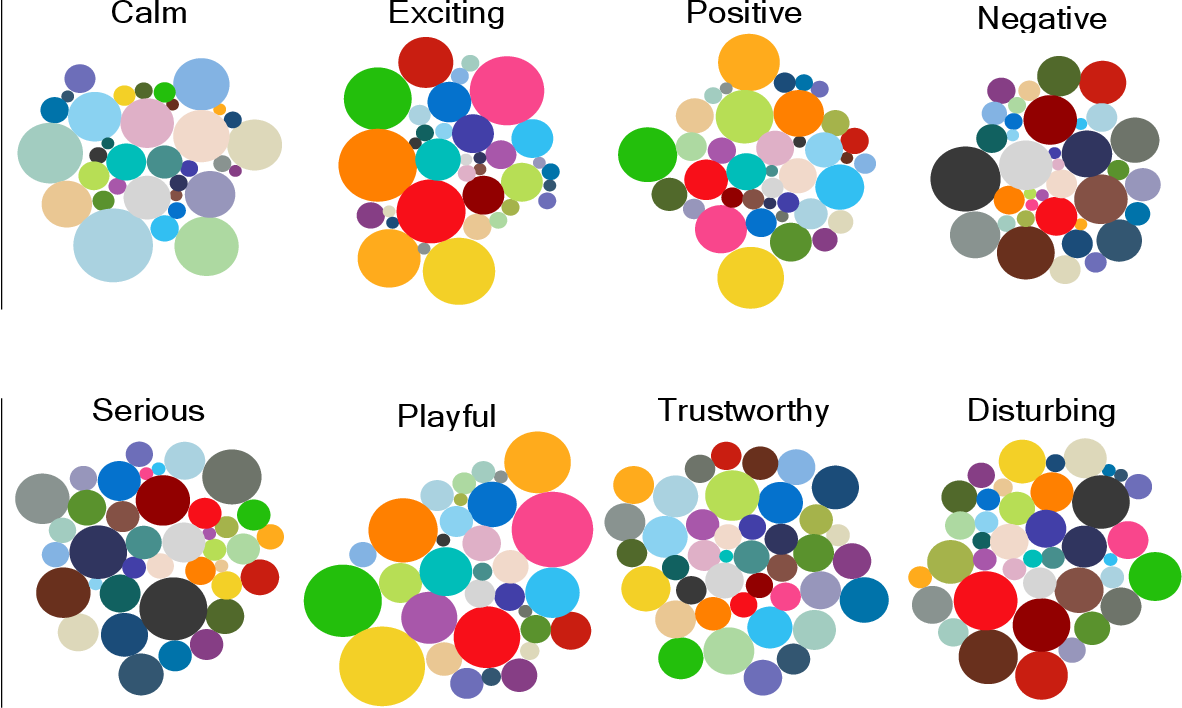 Calm
Exciting
Positive
Negative
Serious
Playful
Trustworthy
Disturbing